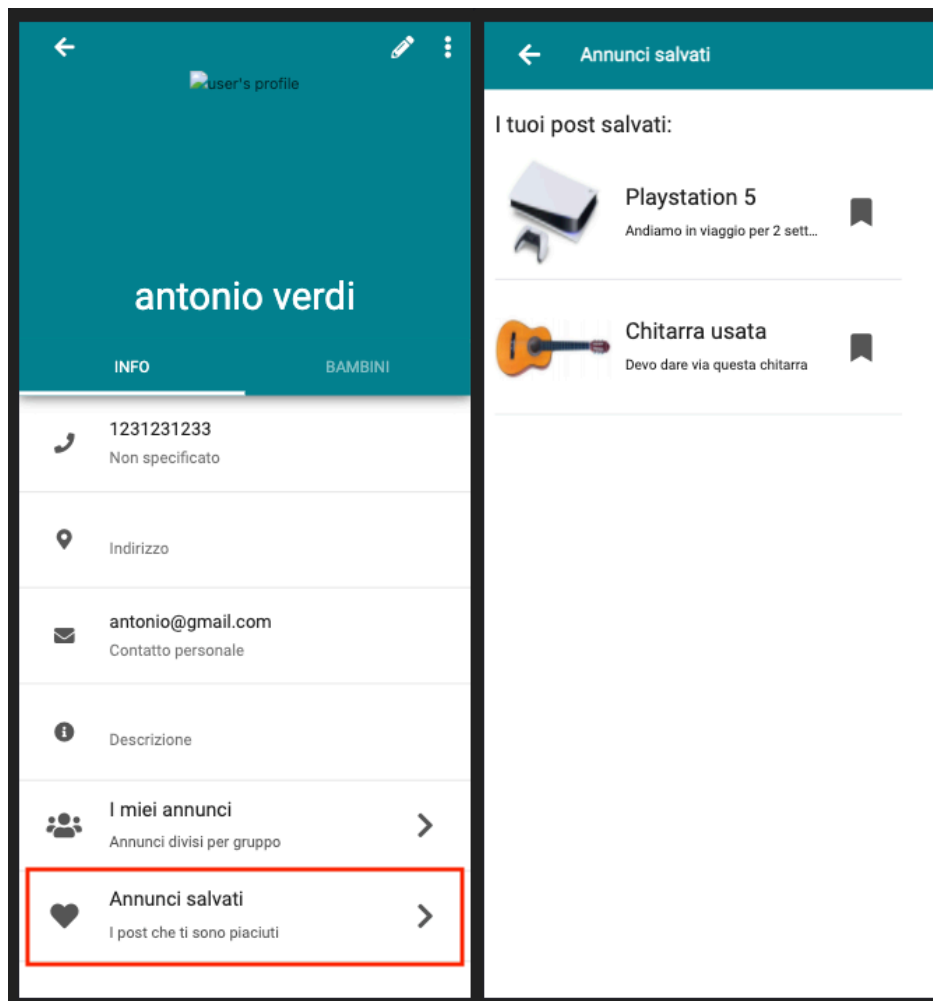 user's profile
antonio verdi
INFO
BAMBINI
1231231233
Non specificato
Indirizzo
antonio@gmail.com
Contatto personale
Descrizione
I miei annunci
Annunci divisi per gruppo
Annunci salvati
I post che ti sono piaciuti
Annunci salvati
I tuoi post salvati:
Playstation 5
Andiamo in viaggio per 2 sett...
Chitarra usata
Devo dare via questa chitarra